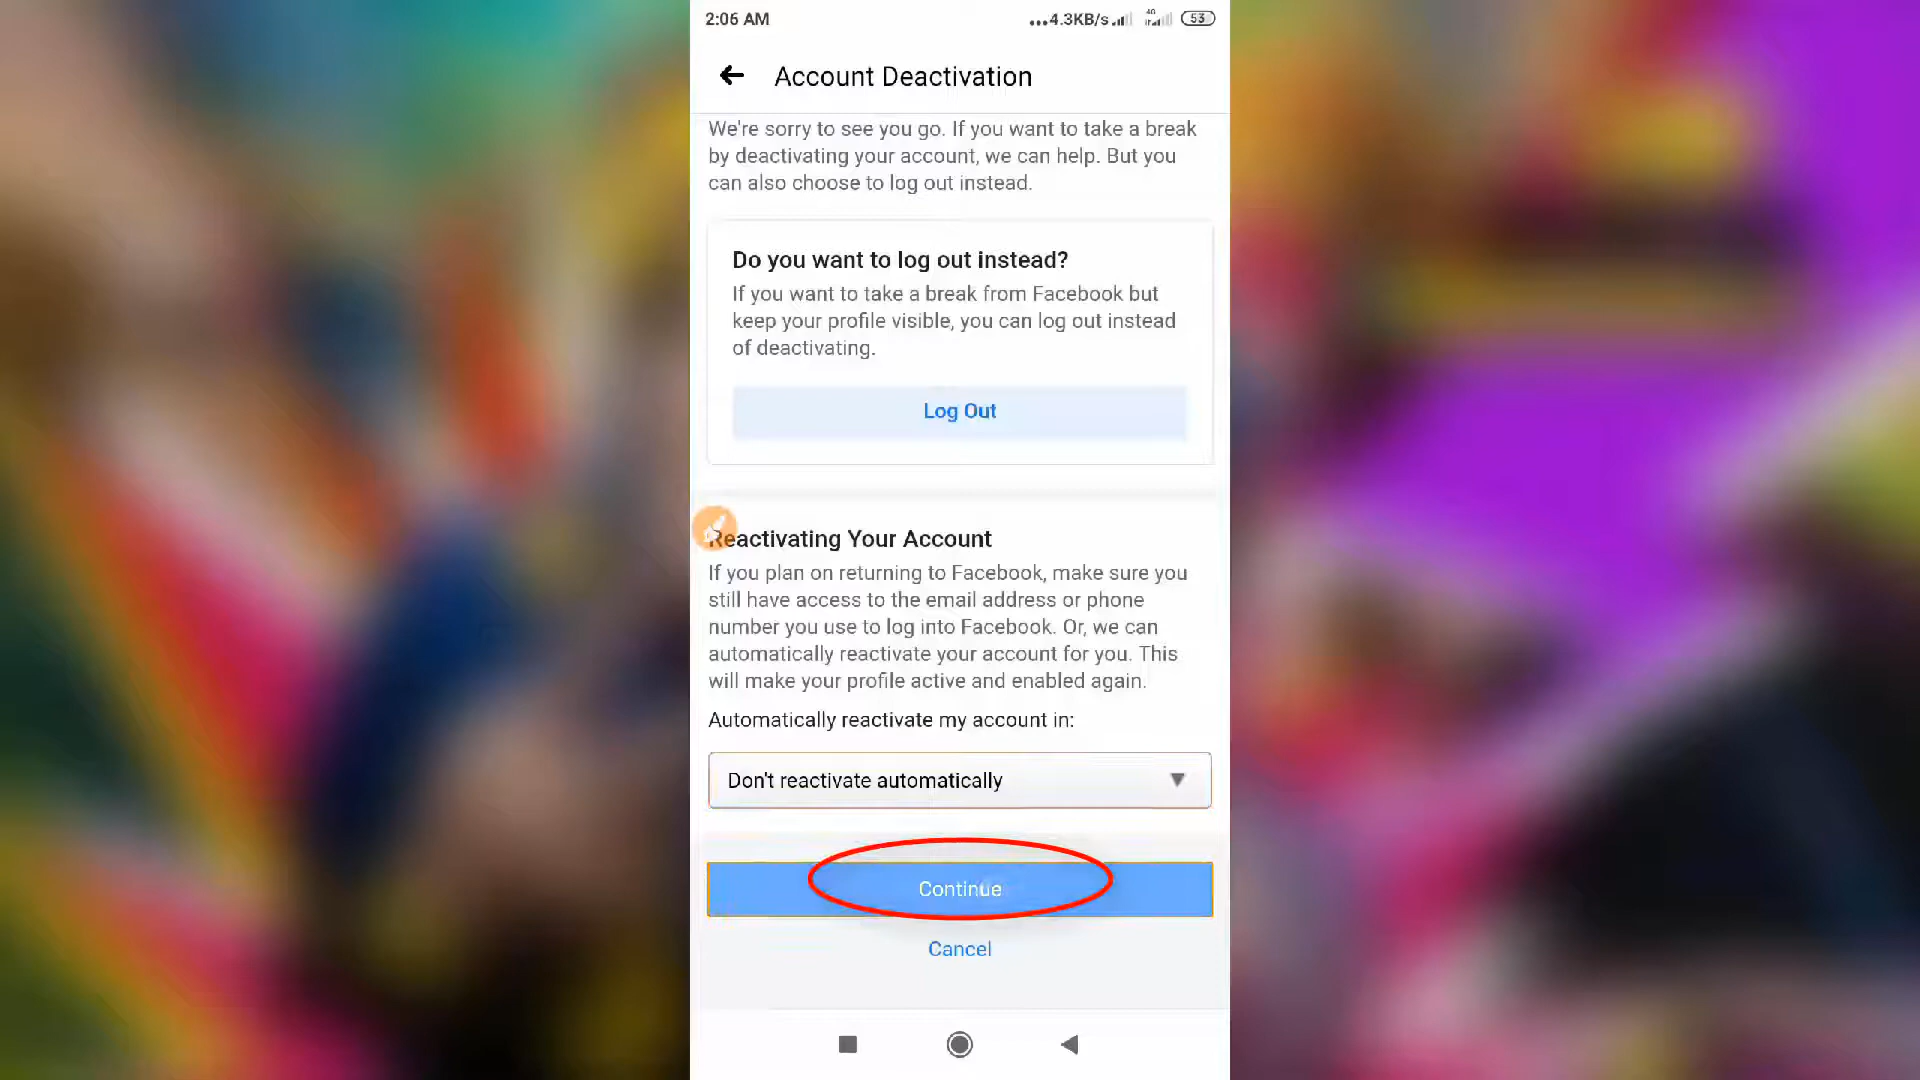 2:06 AM
...4.3KB/s
4G
53
Account Deactivation
We're sorry to see you go. If you want to take a break
by deactivating your account, we can help. But you
can also choose to log out instead.
Do you want to log out instead?
If you want to take a break from Facebook but
keep your profile visible, you can log out instead
of deactivating.
Log Out
Reactivating Your Account
If you plan on returning to Facebook, make sure you
still have access to the email address or phone
number you use to log into Facebook. Or, we can
automatically reactivate your account for you. This
will make your profile active and enabled again.
Automatically reactivate my account in:
Don't reactivate automatically
Continue
Cancel